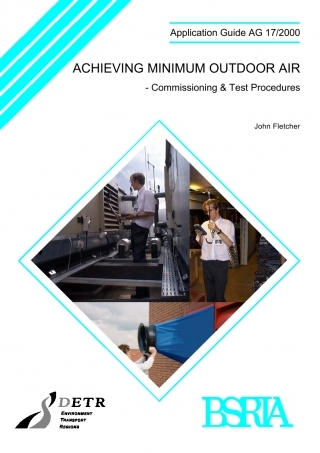 Application Guide AG 17/2000
ACHIEVING MINIMUM OUTDOOR AIR
- Commissioning & Test Procedures
John Fletcher
DETR
ENVIRONMENT
TRANSPORT
REGIONS
BSRIA